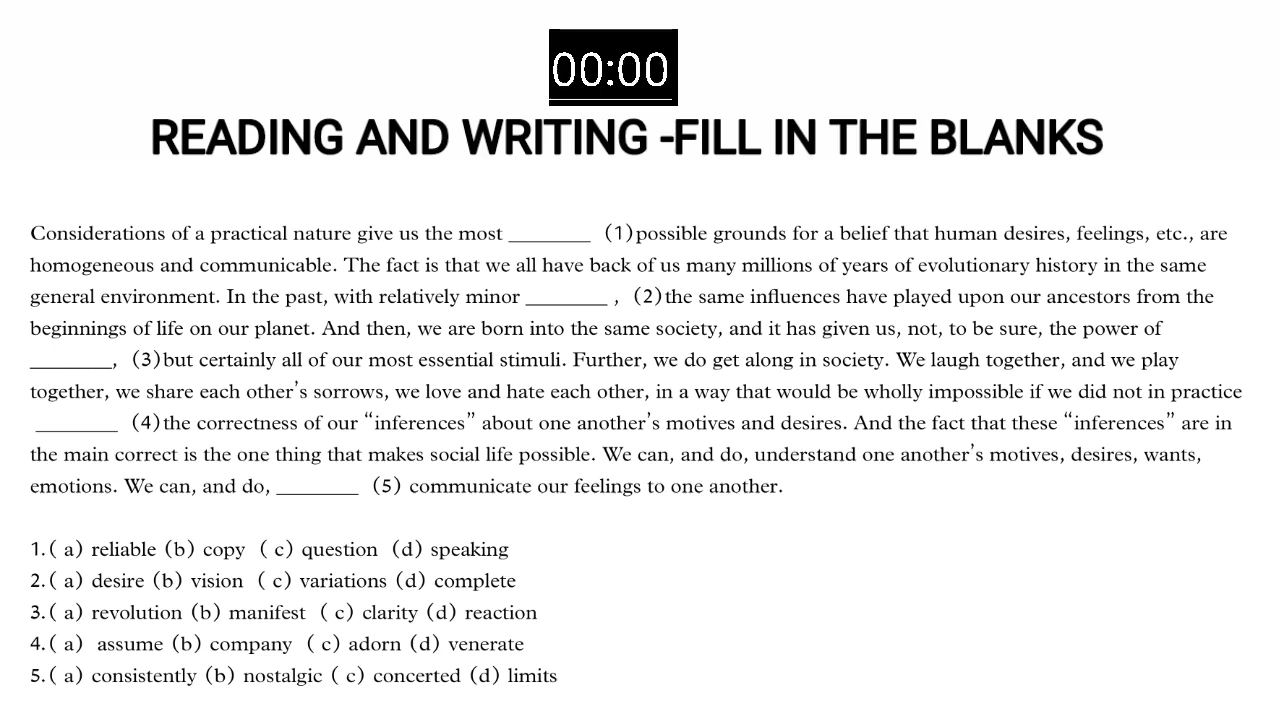 00:00
READING AND WRITING -FILL IN THE BLANKS
Considerations of a practical nature give us the most ________ (1)possible grounds for a belief that human desires, feelings, etc., are
homogeneous and communicable. The fact is that we all have back of us many millions of years of evolutionary history in the same
general environment. In the past, with relatively minor ________ , (2)the same influences have played upon our ancestors from the
beginnings of life on our planet. And then, we are born into the same society, and it has given us, not, to be sure, the power of
________, (3)but certainly all of our most essential stimuli. Further, we do get along in society. We laugh together, and we play
together, we share each other's sorrows, we love and hate each other, in a way that would be wholly impossible if we did not in practice
________ (4)the correctness of our “inferences” about one another's motives and desires. And the fact that these “inferences” are in
the main correct is the one thing that makes social life possible. We can, and do, understand one another's motives, desires, wants,
emotions. We can, and do, ________ (5) communicate our feelings to one another.
1.( a) reliable (b) copy ( c) question (d) speaking
2.( a) desire (b) vision ( c) variations (d) complete
3.( a) revolution (b) manifest ( c) clarity (d) reaction
4.( a) assume (b) company ( c) adorn (d) venerate
5.( a) consistently (b) nostalgic ( c) concerted (d) limits